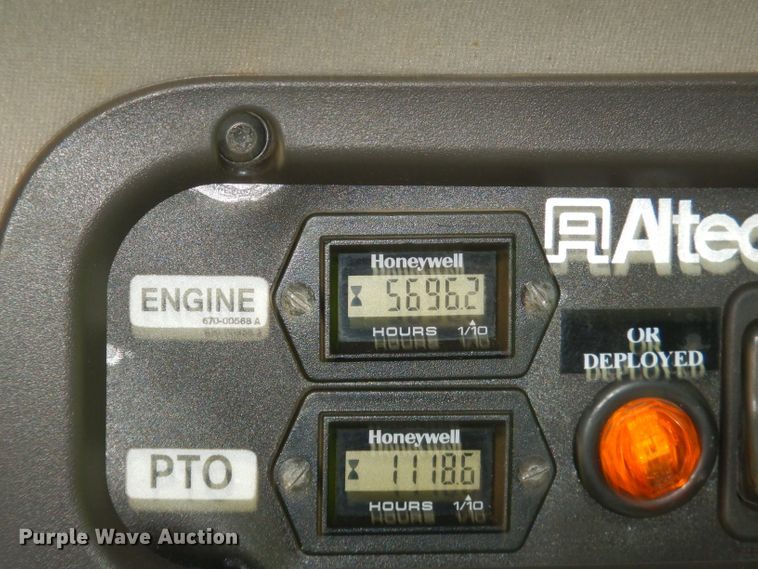 Altec
Honeywell
5696.2
HOURS 1/10
ENGINE
670-00568 A
OR
DEPLOYED
Honeywell
1118.6
HOURS 1/10
PTO
Purple Wave Auction